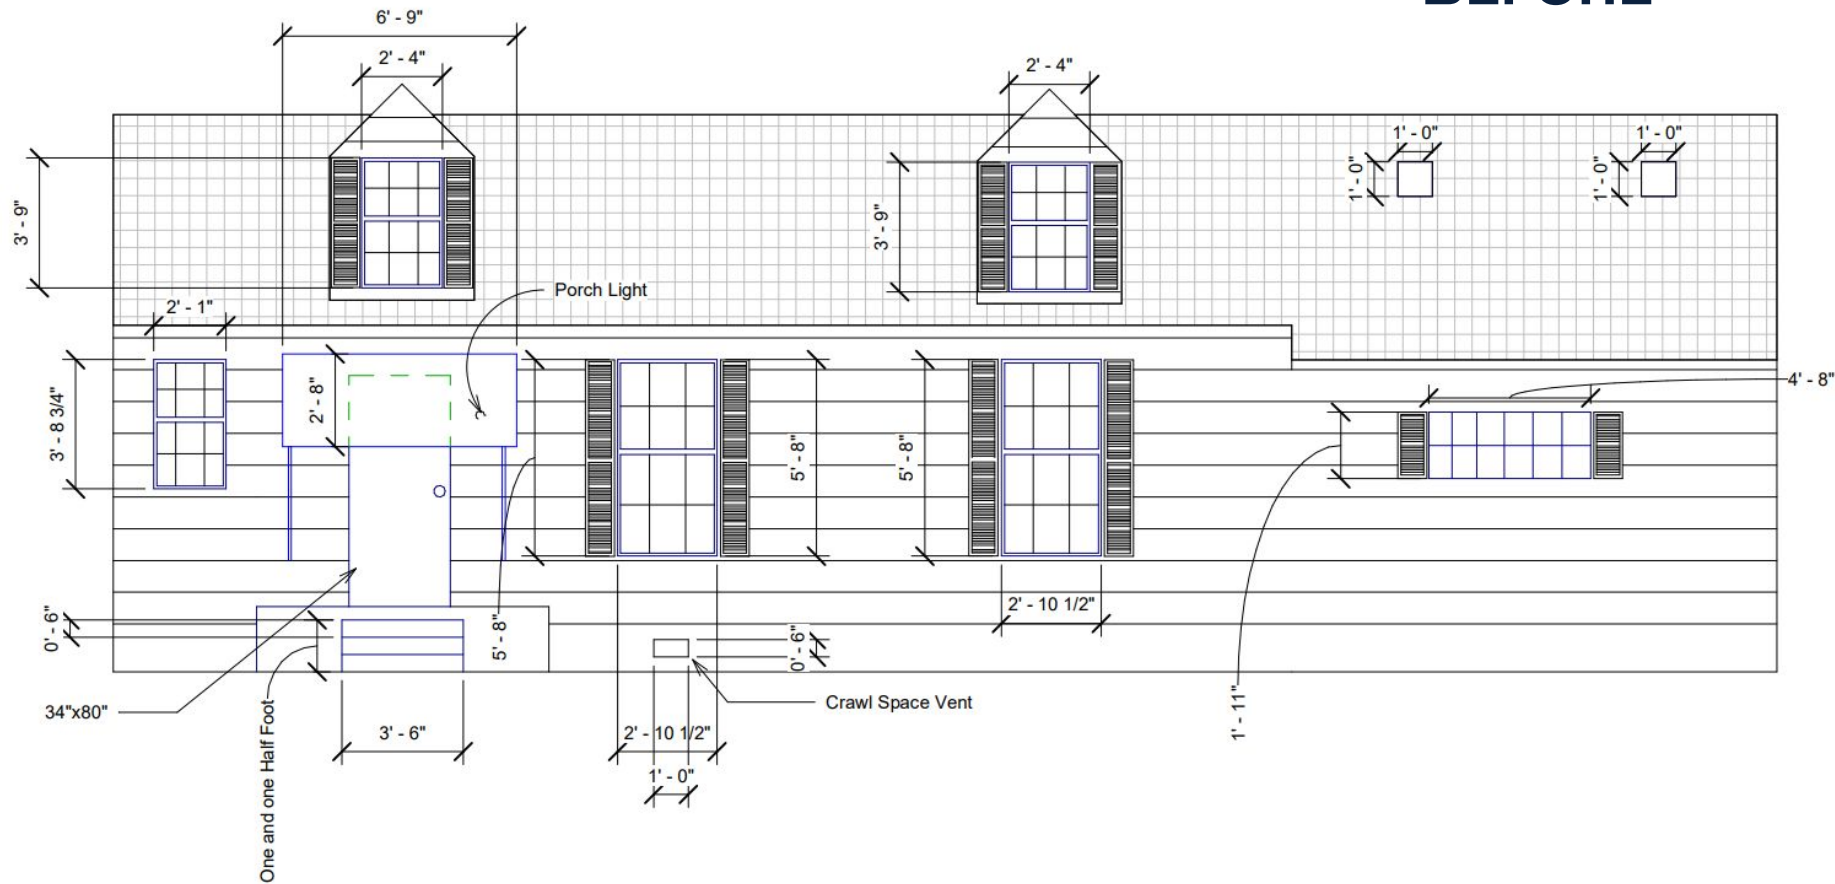 BEFORE
6' - 9"
2' - 4"
2' - 4"
1' - 0"
1' - 0"
1' - 0"
1' - 0"
3' - 9"
3' - 9"
Porch Light
2' - 1"
2' - 8"
3' - 8 3/4"
4' - 8"
5' - 8"
5' - 8"
5' - 8"
2' - 10 1/2"
0' - 6"
0' - 6"
1' - 11"
34"x80"
One and one Half Foot
3' - 6"
2' - 10 1/2"
1' - 0"
Crawl Space Vent